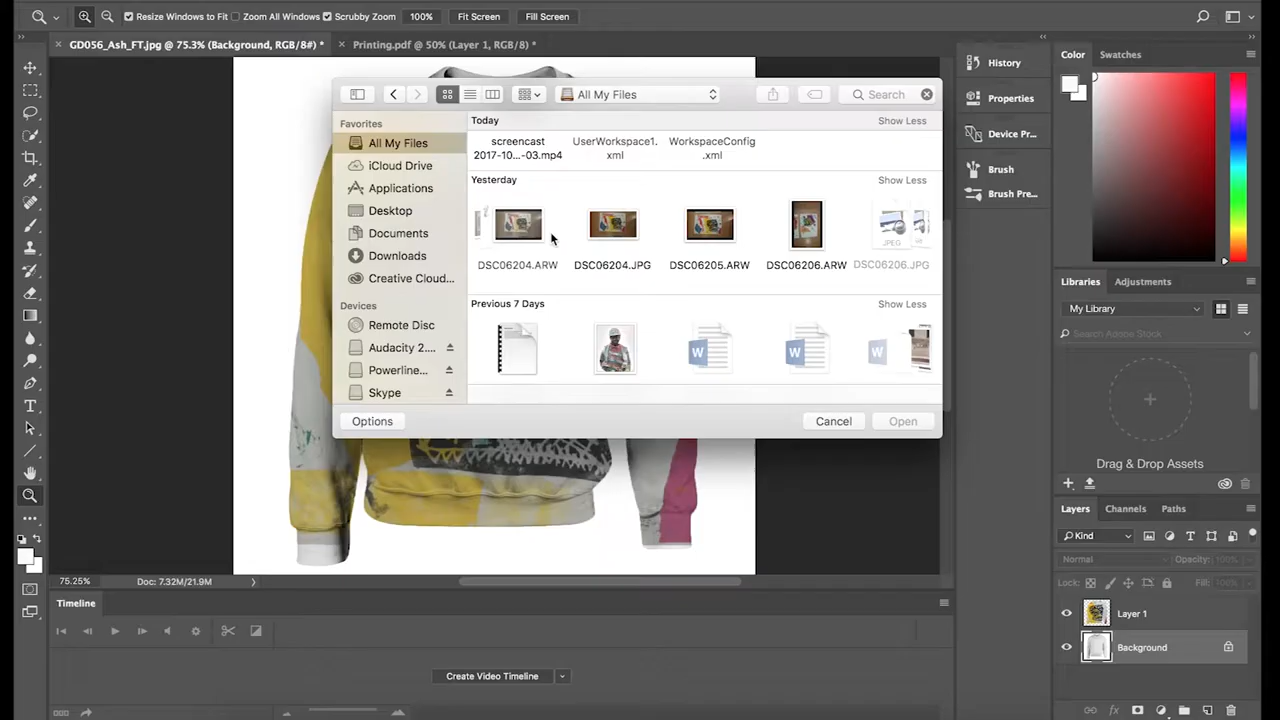 Resize Windows to Fit Zoom All Windows Scrubby Zoom 100% Fit Screen Fill Screen
GD056_Ash_FT.jpg @ 75.3% (Background, RGB/8#) * Printing.pdf @ 50% (Layer 1, RGB/8) *
All My Files
Search
Favorites
All My Files
iCloud Drive
Applications
Desktop
Documents
Downloads
Creative Cloud...
Devices
Remote Disc
Audacity 2....
Powerline...
Skype
Today Show Less
screencast 2017-10...-03.mp4
UserWorkspace1.xml
WorkspaceConfig.xml
Yesterday Show Less
JPEG
DSC06204.ARW DSC06204.JPG DSC06205.ARW DSC06206.ARW DSC06206.JPG
Previous 7 Days Show Less
W W W
Options Cancel Open
75.25% Doc: 7.32M/21.9M
Timeline
Create Video Timeline
History
Properties
Device Pr...
Brush
Brush Pre...
Color Swatches
Libraries Adjustments
My Library
Search Adobe Stock
Drag & Drop Assets
Layers Channels Paths
Kind
Normal Opacity: 100%
Lock: Fill: 100%
Layer 1
Background